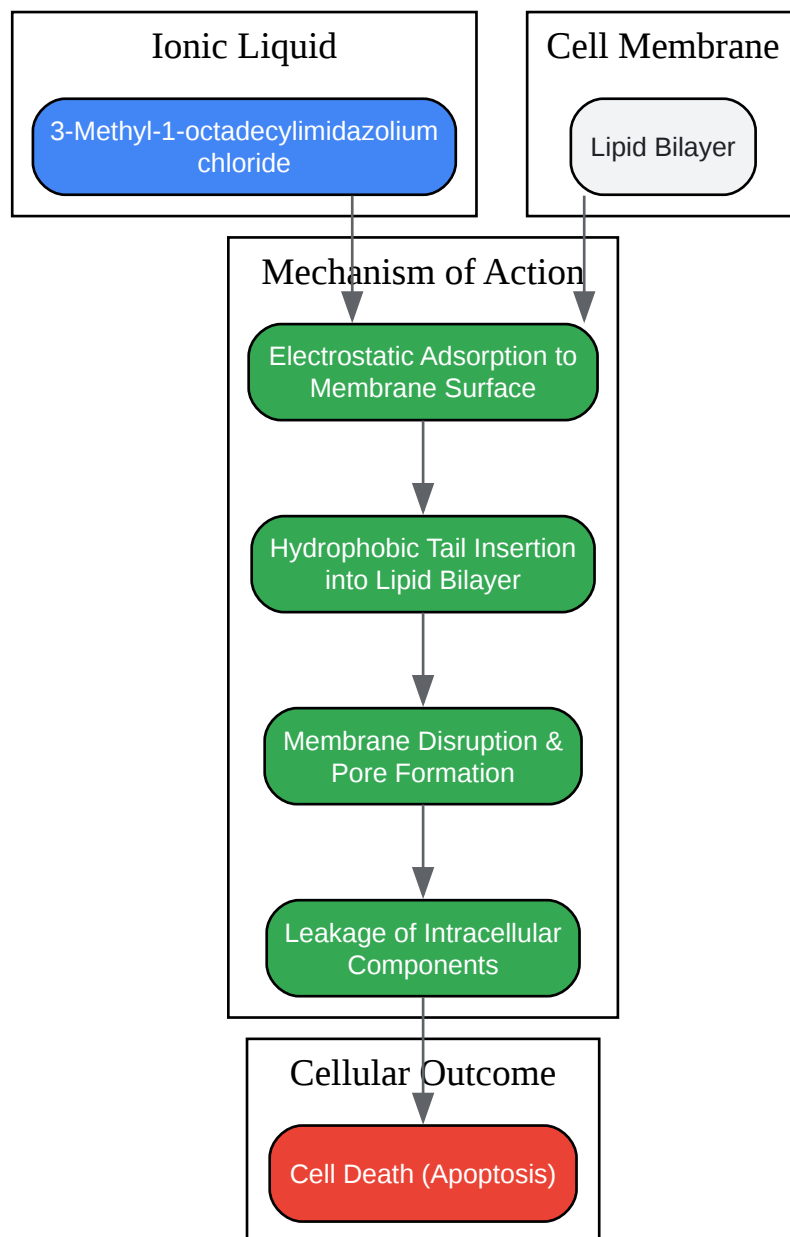 Ionic Liquid
Cell Membrane
3-Methyl-1-octadecylimidazolium
chloride
Lipid Bilayer
Mechanism of Action
Electrostatic Adsorption to
Membrane Surface
Hydrophobic Tail Insertion
into Lipid Bilayer
Membrane Disruption &
Pore Formation
Leakage of Intracellular
Components
Cellular Outcome
Cell Death (Apoptosis)